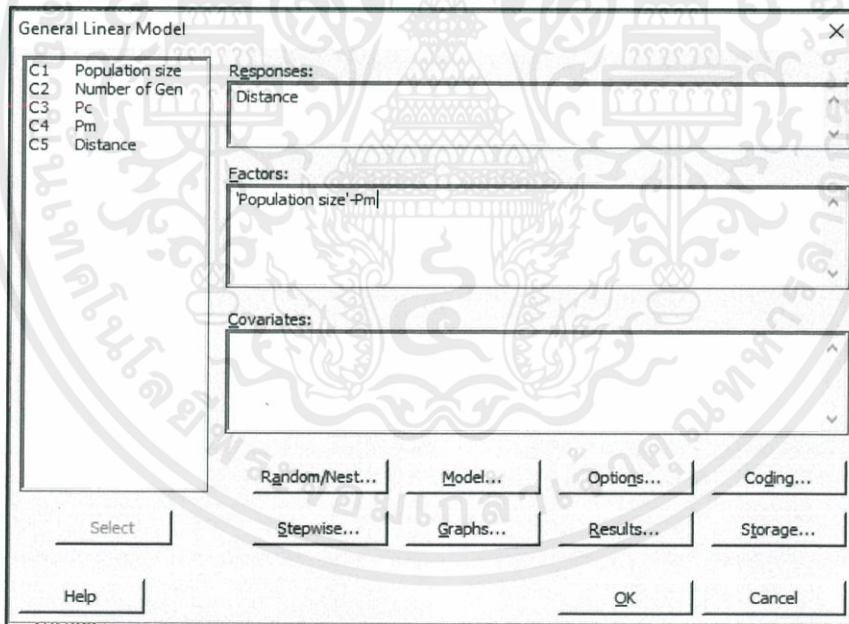 General Linear Model
C1 Population size
C2 Number of Gen
C3 Pc
C4 Pm
C5 Distance
Responses:
Distance
Factors:
'Population size'-Pm
Covariates:
Random/Nest...
Model...
Options...
Coding...
Select
Stepwise...
Graphs...
Results...
Storage...
Help
OK
Cancel